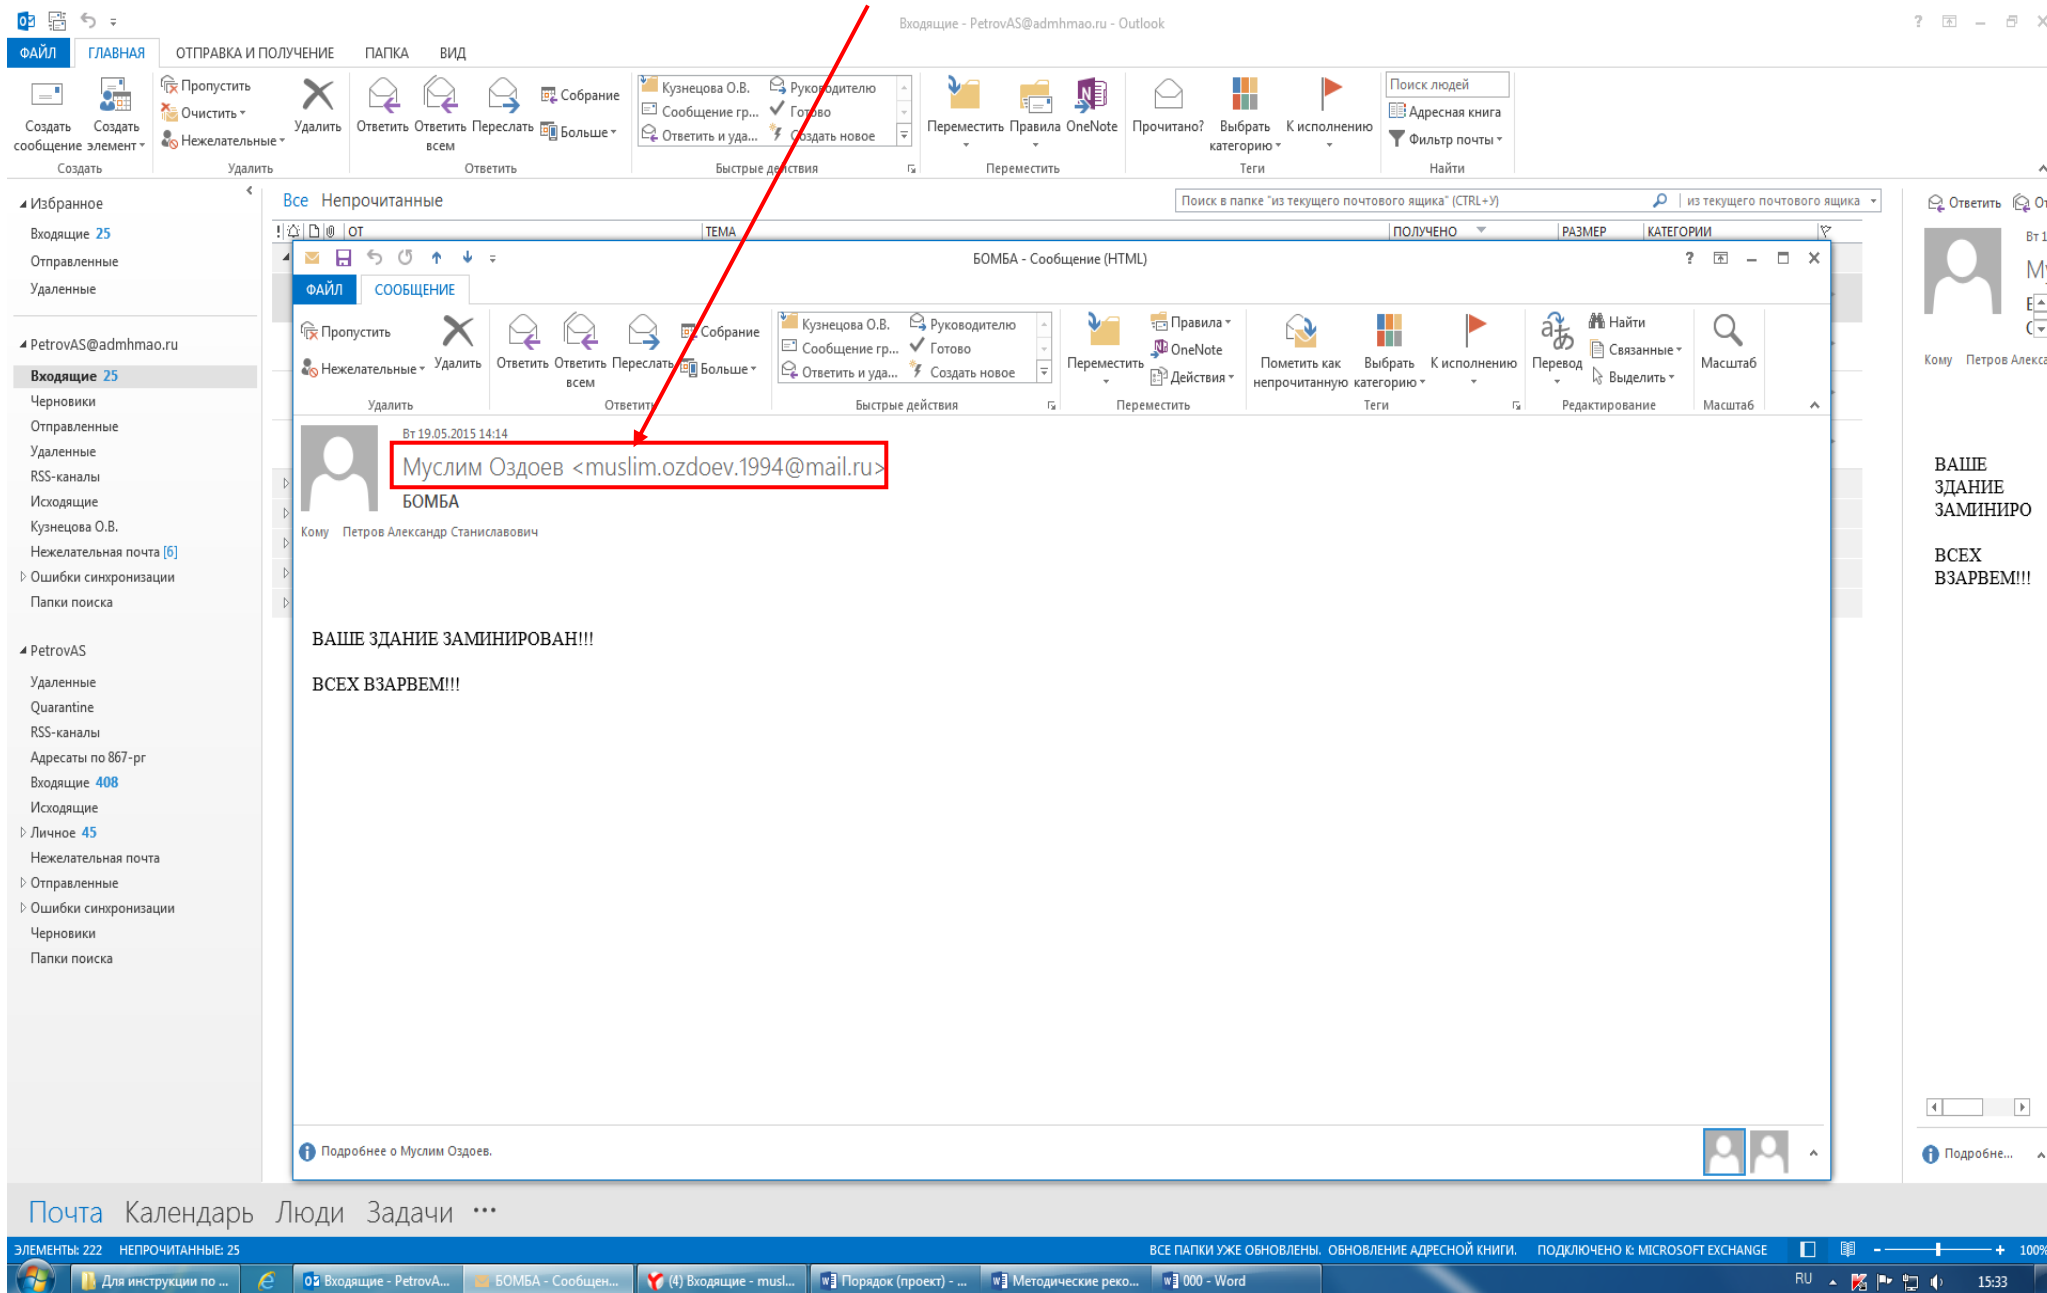 Входящие - PetrovAS@admhmao.ru - Outlook
ФАЙЛ ГЛАВНАЯ ОТПРАВКА И ПОЛУЧЕНИЕ ПАПКА ВИД
Создать сообщение
Создать элемент
Создать
Пропустить
Очистить
Нежелательные
Удалить
Удалить
Ответить
Ответить всем
Переслать
Собрание
Больше
Ответить
Кузнецова О.В.
Сообщение гр...
Ответить и уда...
Руководителю
Готово
Создать новое
Быстрые действия
Переместить
Правила
OneNote
Переместить
Прочитано?
Выбрать категорию
К исполнению
Теги
Поиск людей
Адресная книга
Фильтр почты
Найти
Избранное
Входящие 25
Отправленные
Удаленные
PetrovAS@admhmao.ru
Входящие 25
Черновики
Отправленные
Удаленные
RSS-каналы
Исходящие
Кузнецова О.В.
Нежелательная почта [6]
Ошибки синхронизации
Папки поиска
PetrovAS
Удаленные
Quarantine
RSS-каналы
Адресаты по 867-рг
Входящие 408
Исходящие
Личное 45
Нежелательная почта
Отправленные
Ошибки синхронизации
Черновики
Папки поиска
Все Непрочитанные
Поиск в папке "из текущего почтового ящика" (CTRL+У)
из текущего почтового ящика
ОТ ТЕМА ПОЛУЧЕНО РАЗМЕР КАТЕГОРИИ
БОМБА - Сообщение (HTML)
ФАЙЛ СООБЩЕНИЕ
Пропустить
Нежелательные
Удалить
Удалить
Ответить
Ответить всем
Переслать
Собрание
Больше
Ответить
Кузнецова О.В.
Сообщение гр...
Ответить и уда...
Руководителю
Готово
Создать новое
Быстрые действия
Переместить
Правила
OneNote
Действия
Переместить
Пометить как непрочитанную
Выбрать категорию
К исполнению
Теги
Перевод
Найти
Связанные
Выделить
Редактирование
Масштаб
Масштаб
Вт 19.05.2015 14:14
Муслим Оздоев <muslim.ozdoev.1994@mail.ru>
БОМБА
Кому Петров Александр Станиславович
ВАШЕ ЗДАНИЕ ЗАМИНИРОВАН!!!
ВСЕХ ВЗАРВЕМ!!!
Подробнее о Муслим Оздоев.
Ответить
Вт 1
Кому Петров Алекса
ВАШЕ
ЗДАНИЕ
ЗАМИНИРО
ВСЕХ
ВЗАРВЕМ!!!
Подробне...
Почта Календарь Люди Задачи ...
ЭЛЕМЕНТЫ: 222 НЕПРОЧИТАННЫЕ: 25
ВСЕ ПАПКИ УЖЕ ОБНОВЛЕНЫ. ОБНОВЛЕНИЕ АДРЕСНОЙ КНИГИ. ПОДКЛЮЧЕНО К: MICROSOFT EXCHANGE
100%
Для инструкции по ...
Входящие - PetrovA...
БОМБА - Сообщен...
(4) Входящие - musl...
Порядок (проект) - ...
Методические реко...
000 - Word
RU
15:33